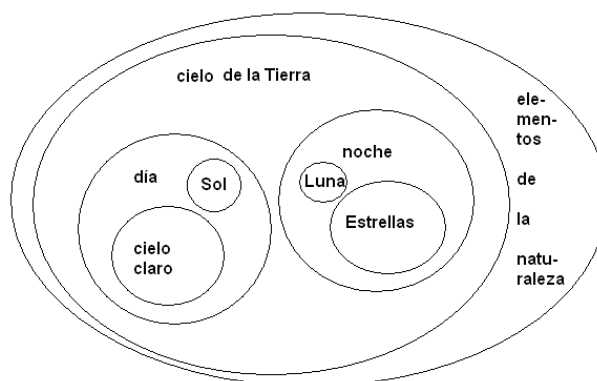 cielo de la Tierra
ele-
men-
tos
de
la
natu-
raleza
día
Sol
cielo
claro
noche
Luna
Estrellas